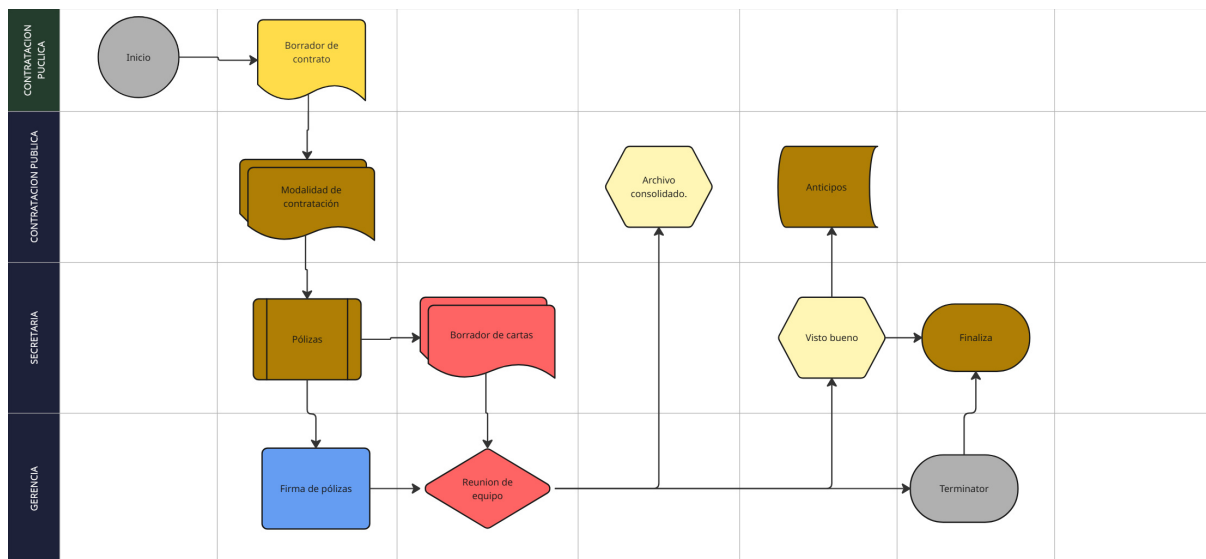 CONTRATACION
PUCLICA
Inicio
Borrador de
contrato
CONTRATACION PUBLICA
Modalidad de
contratación
Archivo
consolidado.
Anticipos
SECRETARIA
Pólizas
Borrador de cartas
Visto bueno
Finaliza
GERENCIA
Firma de pólizas
Reunion de
equipo
Terminator